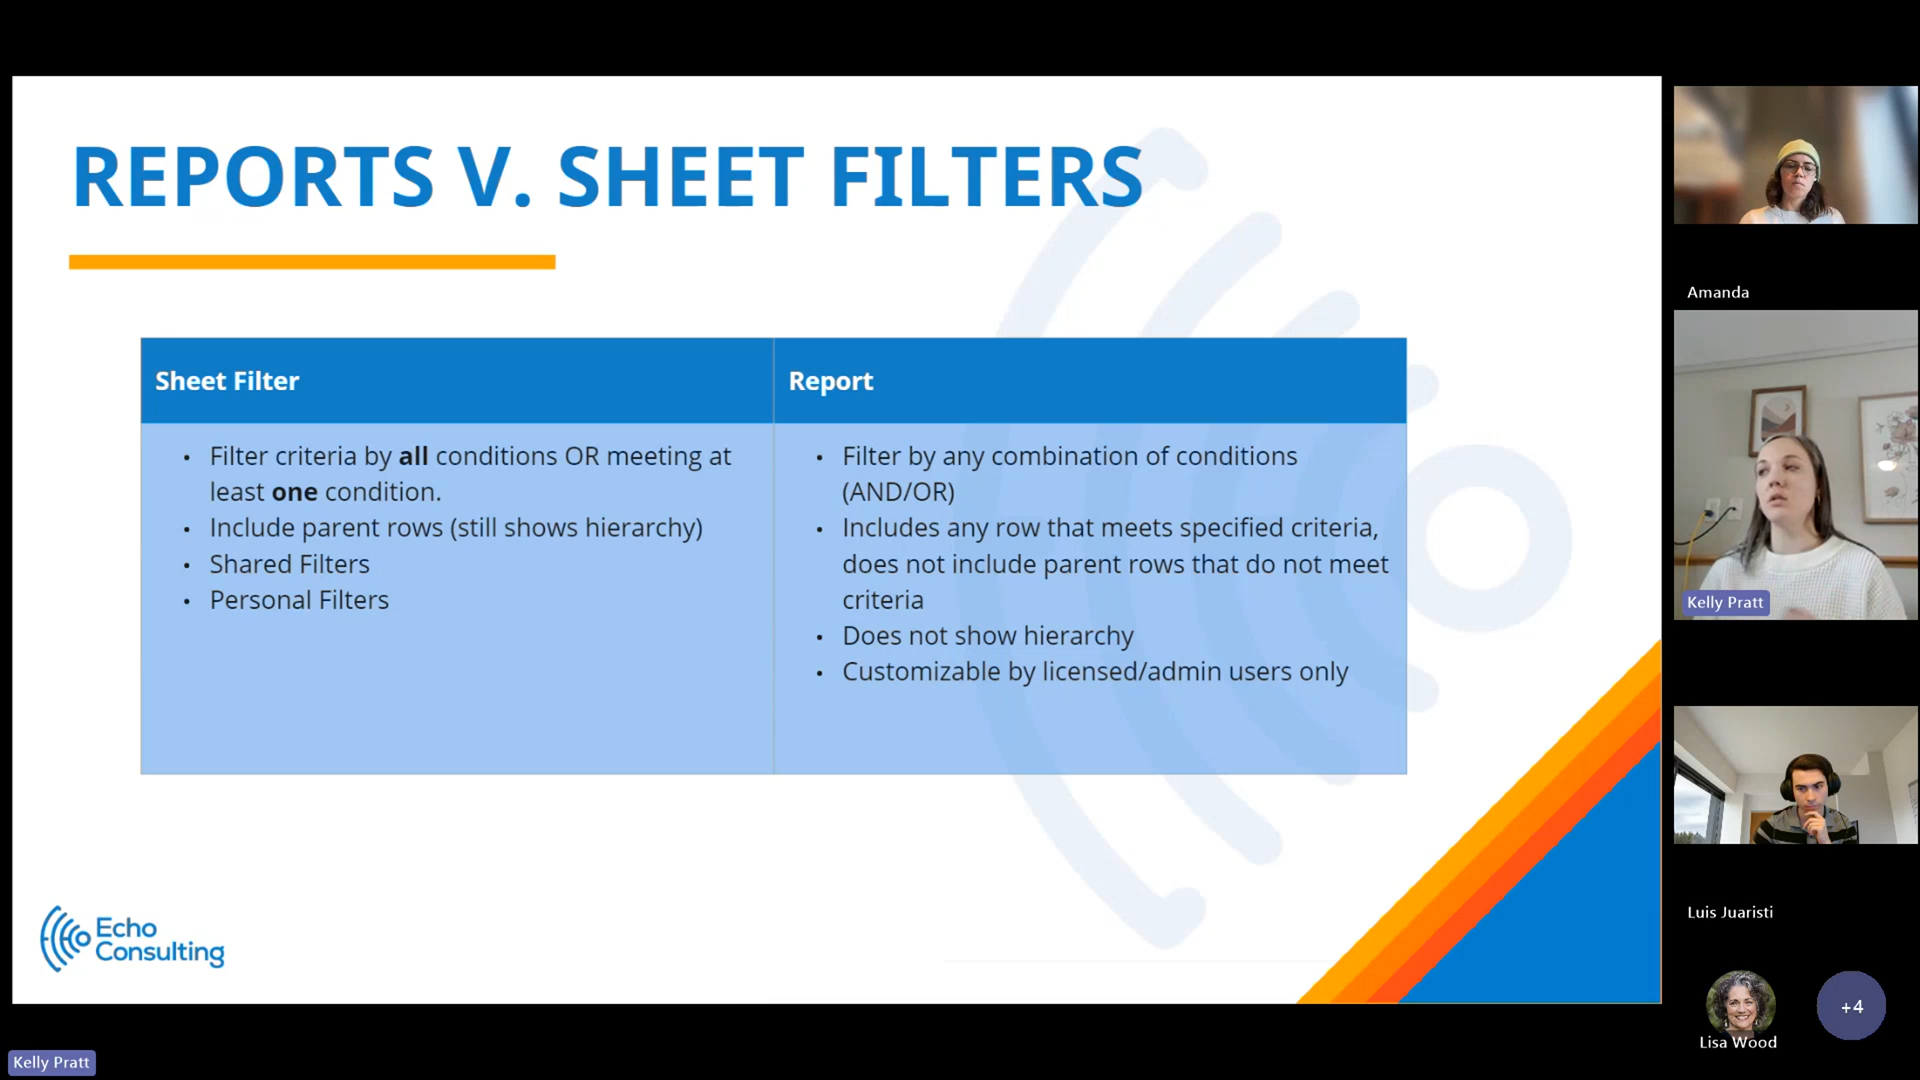 REPORTS V. SHEET FILTERS
Sheet Filter
• Filter criteria by all conditions OR meeting at
least one condition.
• Include parent rows (still shows hierarchy)
• Shared Filters
• Personal Filters
Report
• Filter by any combination of conditions
(AND/OR)
• Includes any row that meets specified criteria,
does not include parent rows that do not meet
criteria
• Does not show hierarchy
• Customizable by licensed/admin users only
Echo
Consulting
Amanda
Kelly Pratt
Luis Juaristi
Lisa Wood
+4
Kelly Pratt